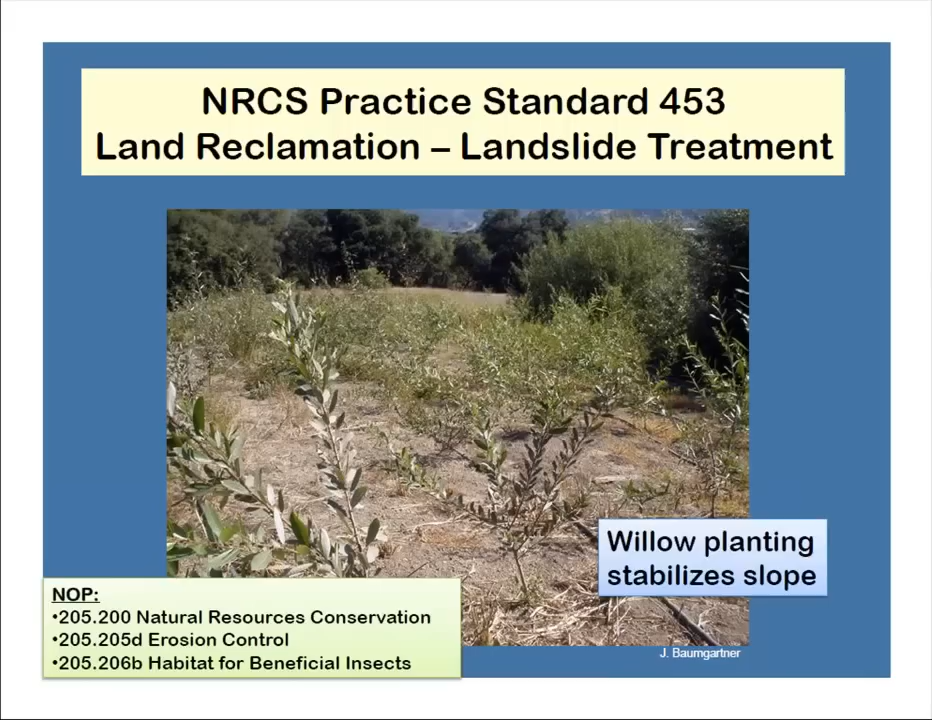 NRCS Practice Standard 453
Land Reclamation – Landslide Treatment
Willow planting
stabilizes slope
NOP:
•205.200 Natural Resources Conservation
•205.205d Erosion Control
•205.206b Habitat for Beneficial Insects
J. Baumgartner